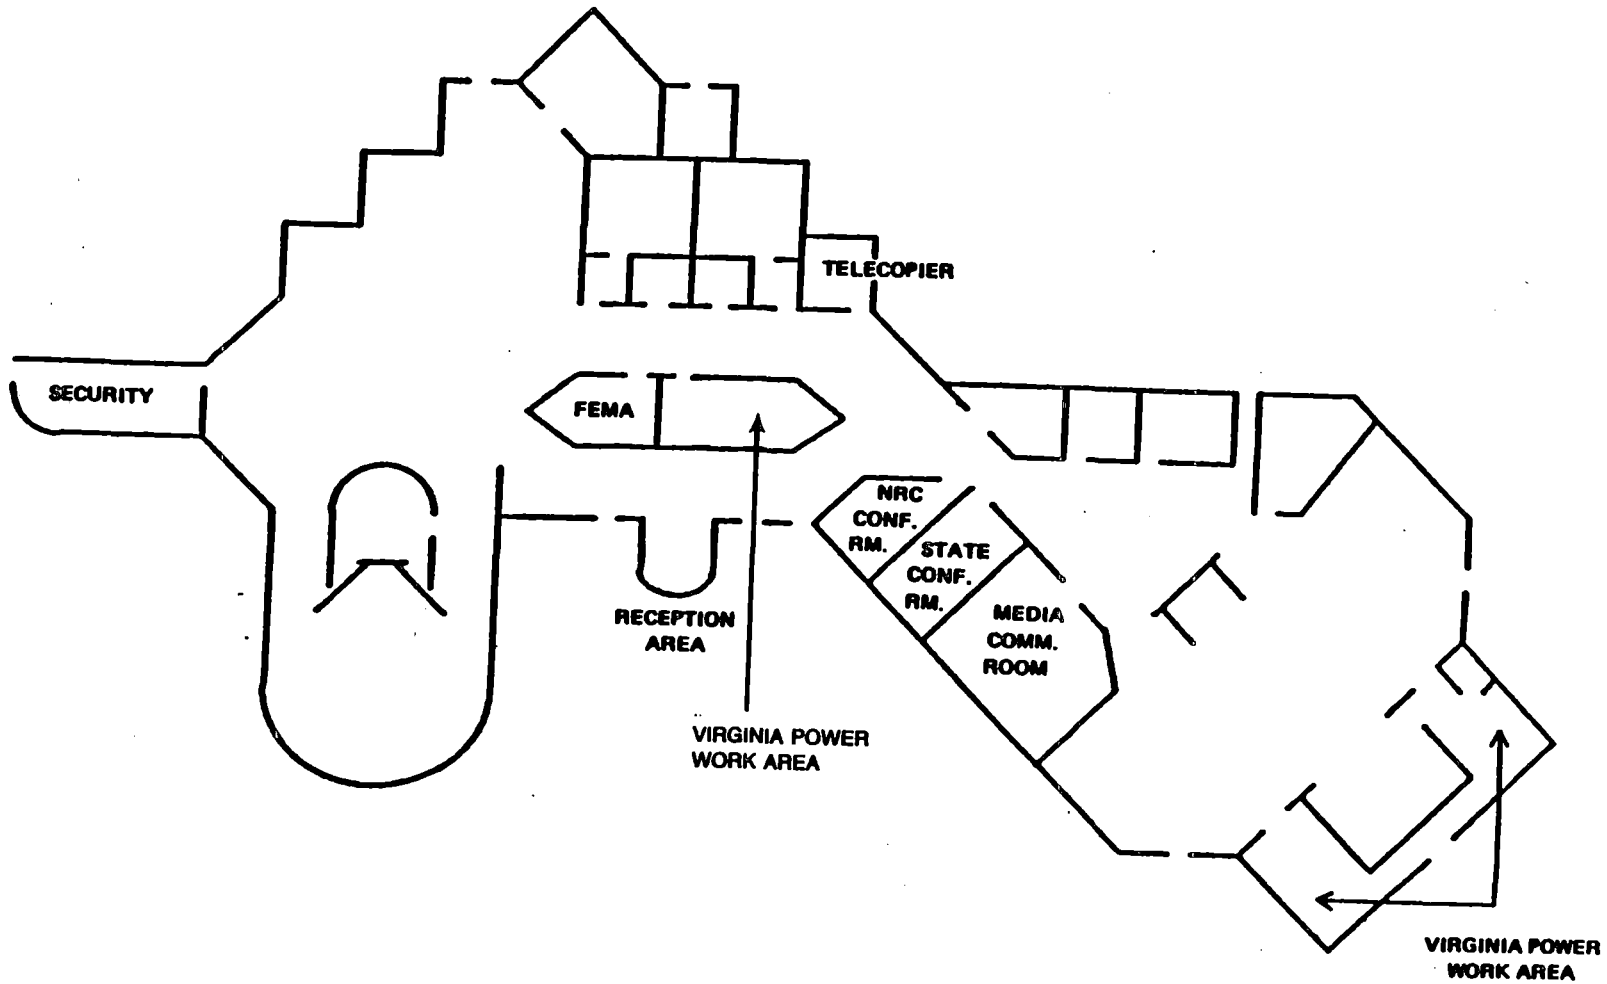 TELECOPIER
SECURITY
FEMA
NRC
CONF.
RM.
STATE
CONF.
RM.
MEDIA
COMM.
ROOM
RECEPTION
AREA
VIRGINIA POWER
WORK AREA
VIRGINIA POWER
WORK AREA